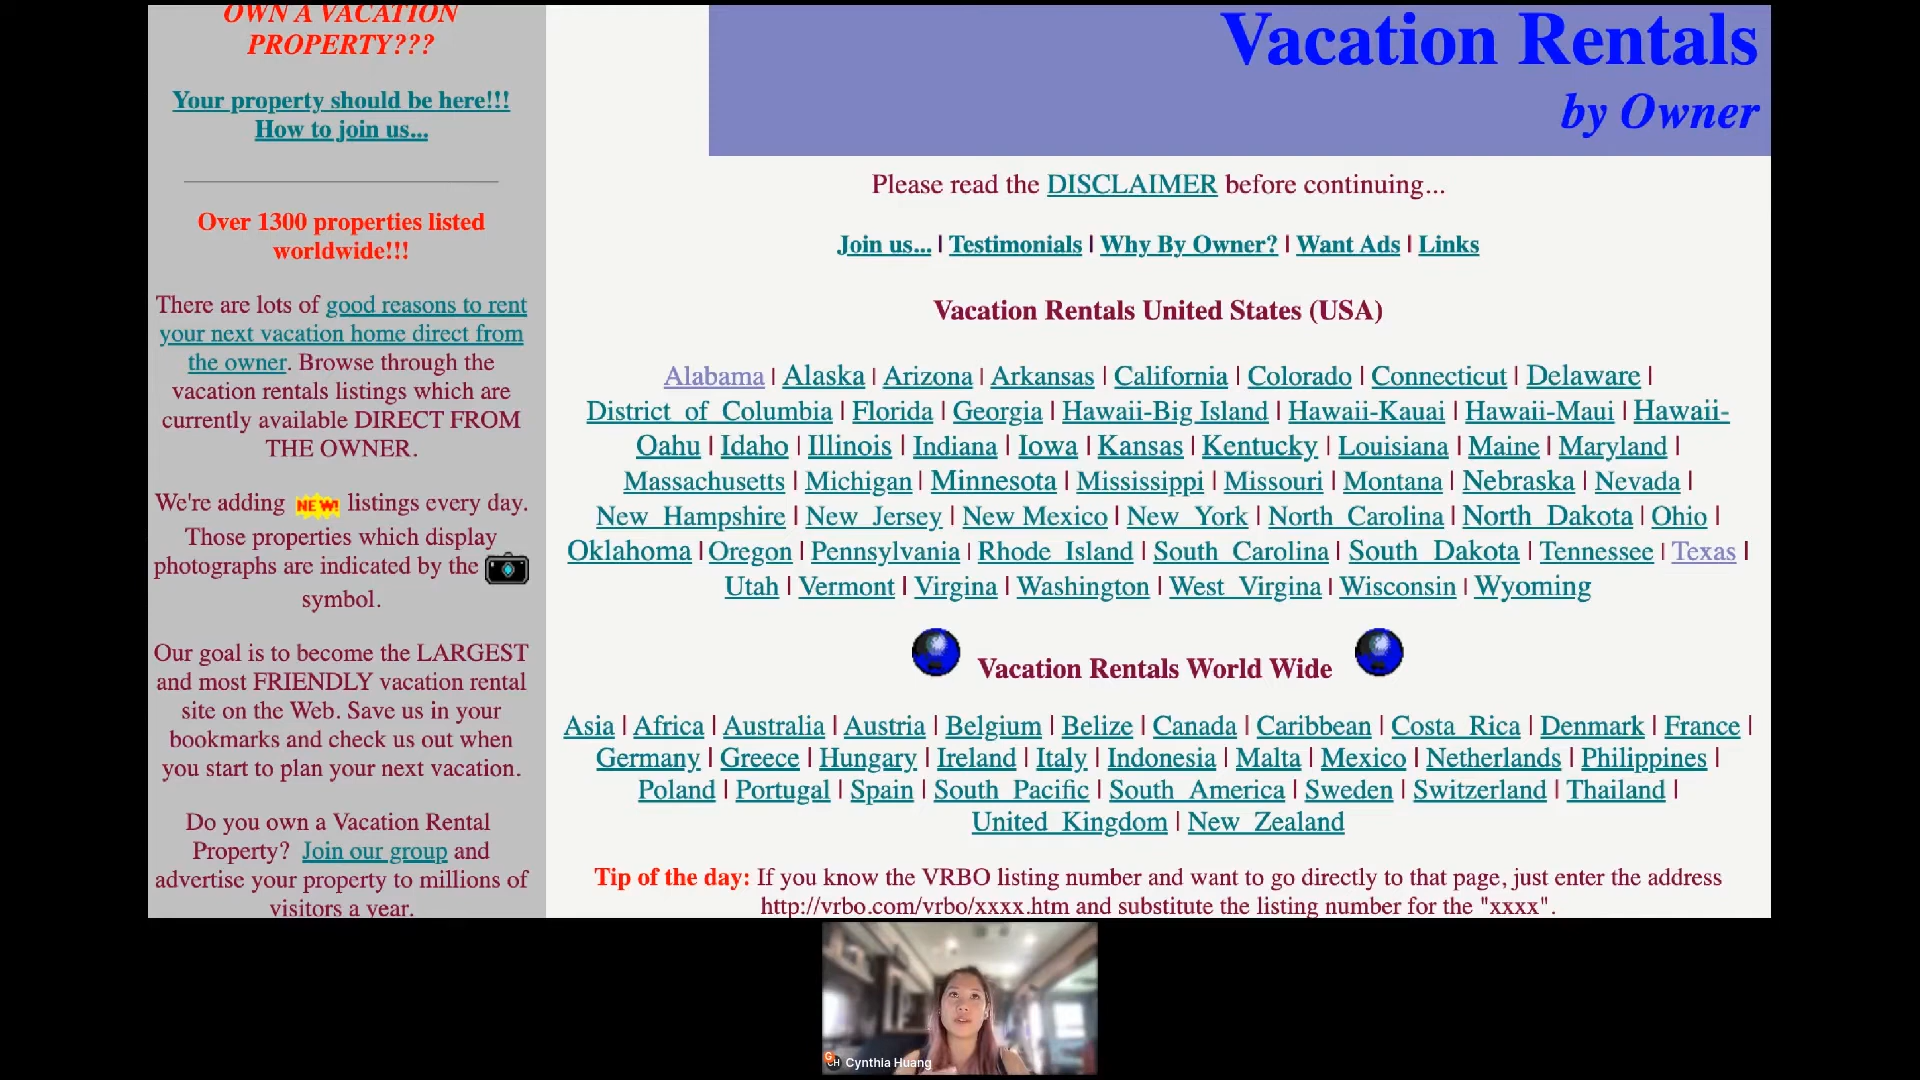 OWN A VACATION
PROPERTY???
Your property should be here!!!
How to join us...
Over 1300 properties listed
worldwide!!!
There are lots of good reasons to rent
your next vacation home direct from
the owner. Browse through the
vacation rentals listings which are
currently available DIRECT FROM
THE OWNER.
We're adding NEW! listings every day.
Those properties which display
photographs are indicated by the
symbol.
Our goal is to become the LARGEST
and most FRIENDLY vacation rental
site on the Web. Save us in your
bookmarks and check us out when
you start to plan your next vacation.
Do you own a Vacation Rental
Property? Join our group and
advertise your property to millions of
visitors a year.
Vacation Rentals
by Owner
Please read the DISCLAIMER before continuing...
Join us... | Testimonials | Why By Owner? | Want Ads | Links
Vacation Rentals United States (USA)
Alabama | Alaska | Arizona | Arkansas | California | Colorado | Connecticut | Delaware |
District of Columbia | Florida | Georgia | Hawaii-Big Island | Hawaii-Kauai | Hawaii-Maui | Hawaii-
Oahu | Idaho | Illinois | Indiana | Iowa | Kansas | Kentucky | Louisiana | Maine | Maryland |
Massachusetts | Michigan | Minnesota | Mississippi | Missouri | Montana | Nebraska | Nevada |
New Hampshire | New Jersey | New Mexico | New York | North Carolina | North Dakota | Ohio |
Oklahoma | Oregon | Pennsylvania | Rhode Island | South Carolina | South Dakota | Tennessee | Texas |
Utah | Vermont | Virgina | Washington | West Virgina | Wisconsin | Wyoming
Vacation Rentals World Wide
Asia | Africa | Australia | Austria | Belgium | Belize | Canada | Caribbean | Costa Rica | Denmark | France |
Germany | Greece | Hungary | Ireland | Italy | Indonesia | Malta | Mexico | Netherlands | Philippines |
Poland | Portugal | Spain | South Pacific | South America | Sweden | Switzerland | Thailand |
United Kingdom | New Zealand
Tip of the day: If you know the VRBO listing number and want to go directly to that page, just enter the address
http://vrbo.com/vrbo/xxxx.htm and substitute the listing number for the "xxxx".
G CH Cynthia Huang